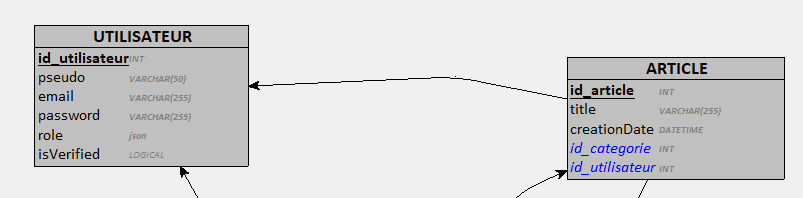 UTILISATEUR
id_utilisateur INT
pseudo VARCHAR(50)
email VARCHAR(255)
password VARCHAR(255)
role json
isVerified LOGICAL
ARTICLE
id_article INT
title VARCHAR(255)
creationDate DATETIME
id_categorie INT
id_utilisateur INT